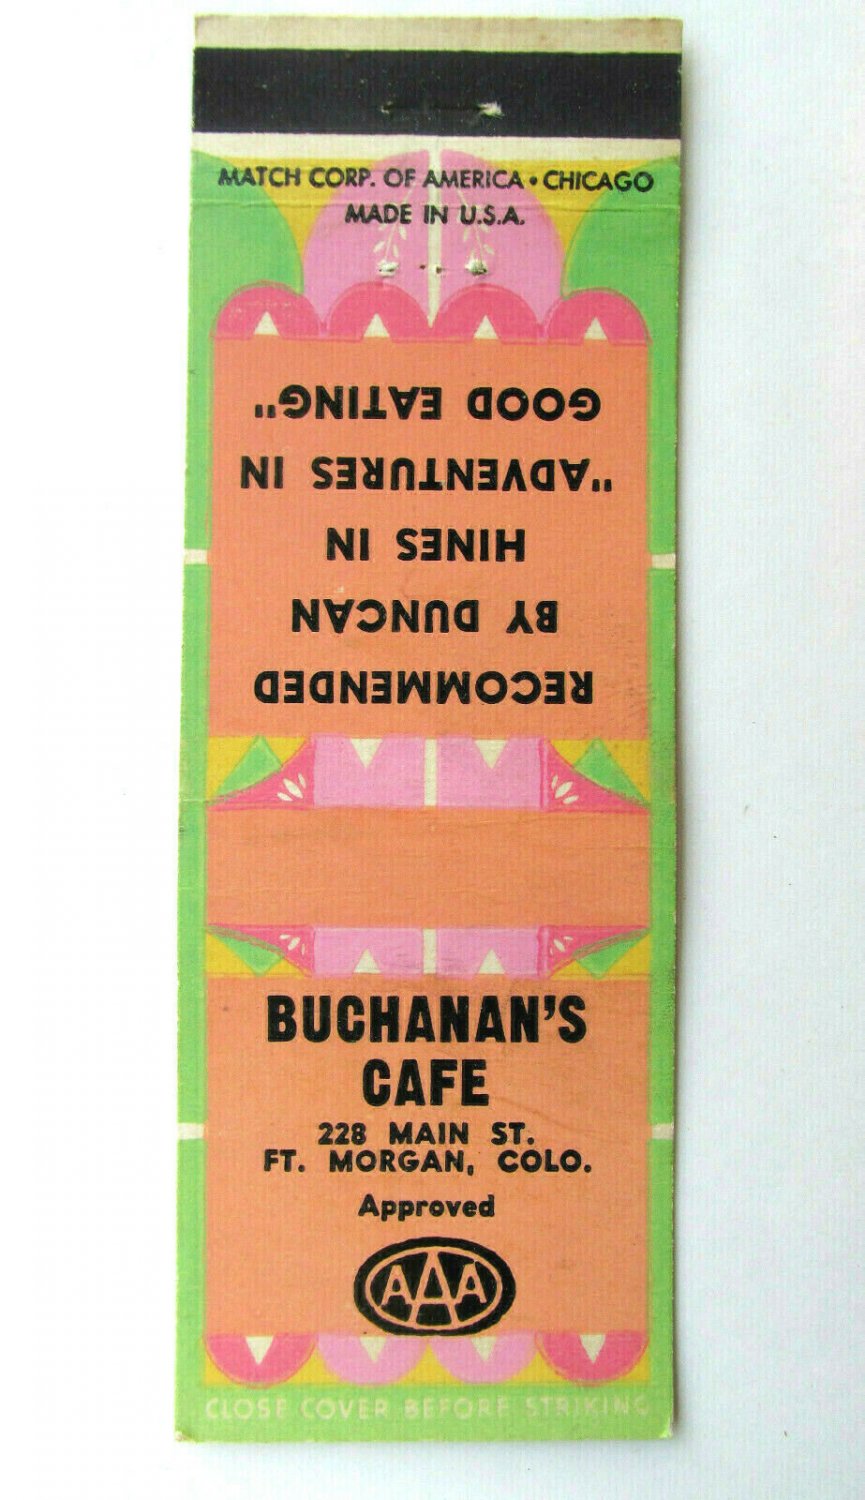 MATCH CORP. OF AMERICA • CHICAGO
MADE IN U.S.A.
RECOMMENDED
BY DUNCAN
HINES IN
"ADVENTURES IN
GOOD EATING"
BUCHANAN'S
CAFE
228 MAIN ST.
FT. MORGAN, COLO.
Approved
AAA
CLOSE COVER BEFORE STRIKING